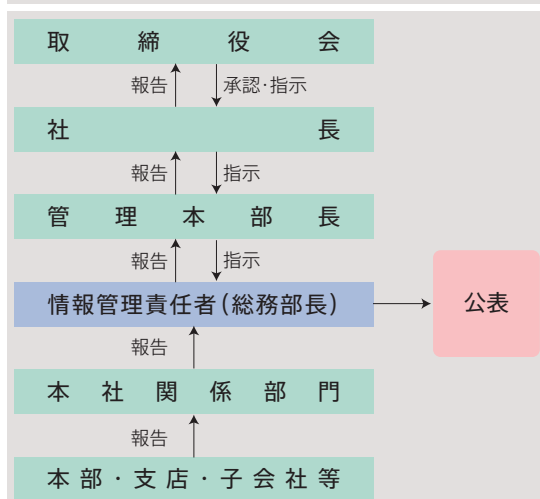 取締役会
報告
承認・指示
社長
報告
指示
管理本部長
報告
指示
情報管理責任者(総務部長)
公表
報告
本社関係部門
報告
本部・支店・子会社等